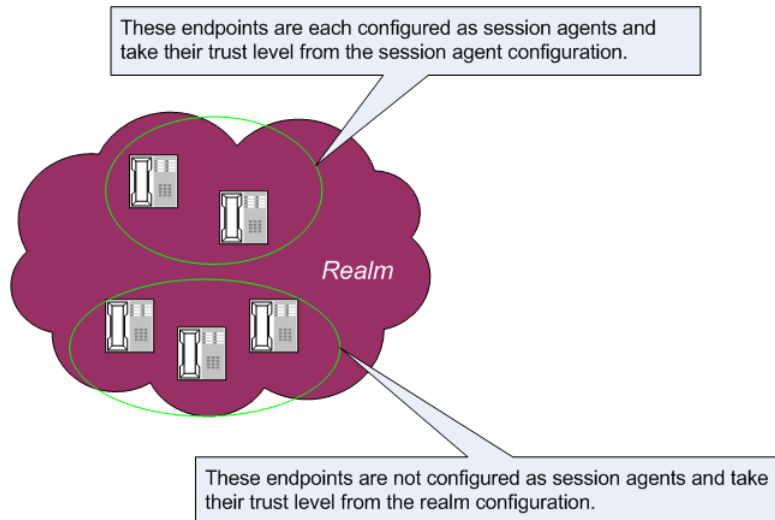 These endpoints are each configured as session agents and
take their trust level from the session agent configuration.
Realm
These endpoints are not configured as session agents and take
their trust level from the realm configuration.